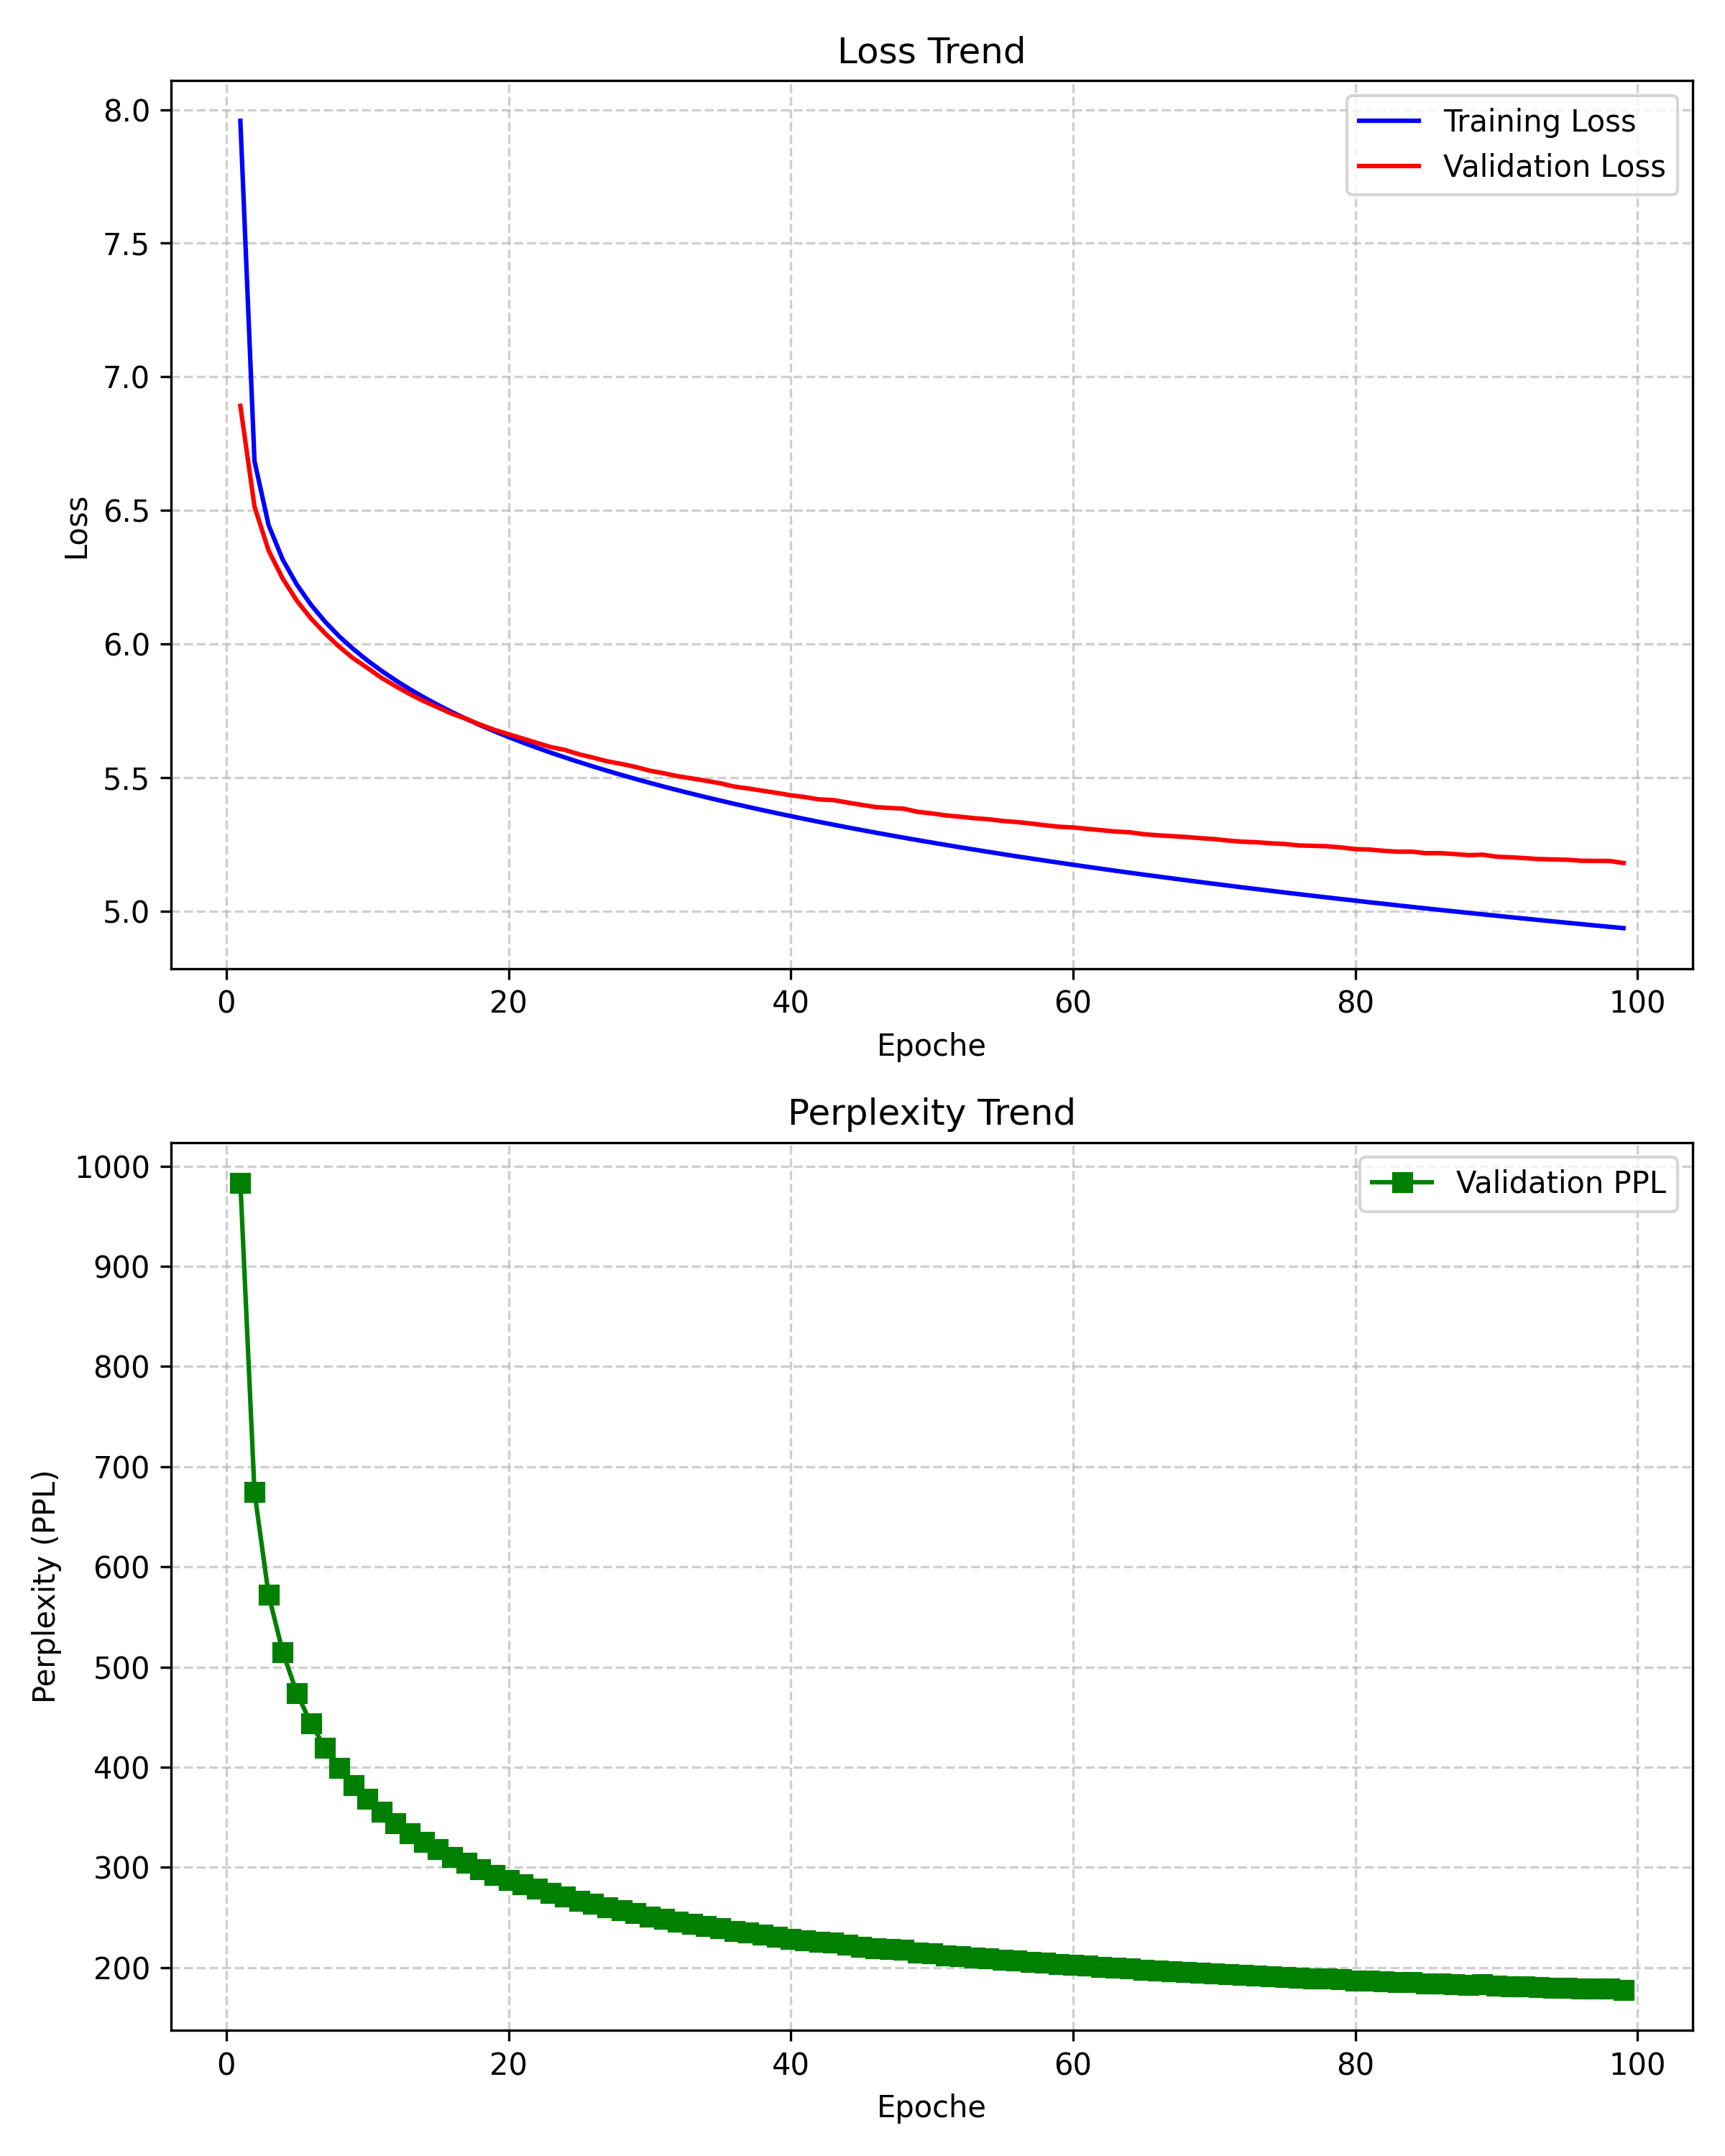 Loss Trend
8.0
7.5
7.0
6.5
6.0
5.5
5.0
Loss
Training Loss
Validation Loss
0 20 40 60 80 100
Epoche
Perplexity Trend
1000
900
800
700
600
500
400
300
200
Perplexity (PPL)
Validation PPL
0 20 40 60 80 100
Epoche